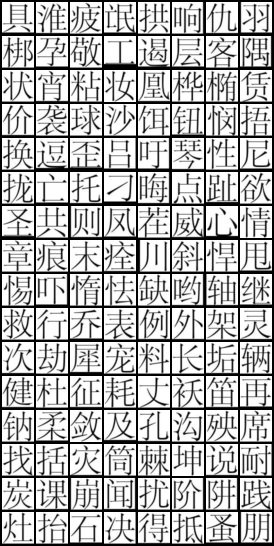 具淮疲氓拱响仇羽
梆孕敬工遏层客隅
状宵粘妆凰桦椭赁
价袭球沙饵钮悯捂
换逗歪吕吁琴性尼
拢亡托刁晦点趾欲
圣共则凤茬威心情
章痕末痊川斜悍甩
惕吓惰怯缺哟轴继
救行乔表例外架灵
次劫屡宠料长垢辆
健杜征耗丈袄笛再
钠柔敛及孔沟殃席
找括灾筒棘坤说耐
炭课崩闻扰阶阱践
灶抬石决得抵蚤朋